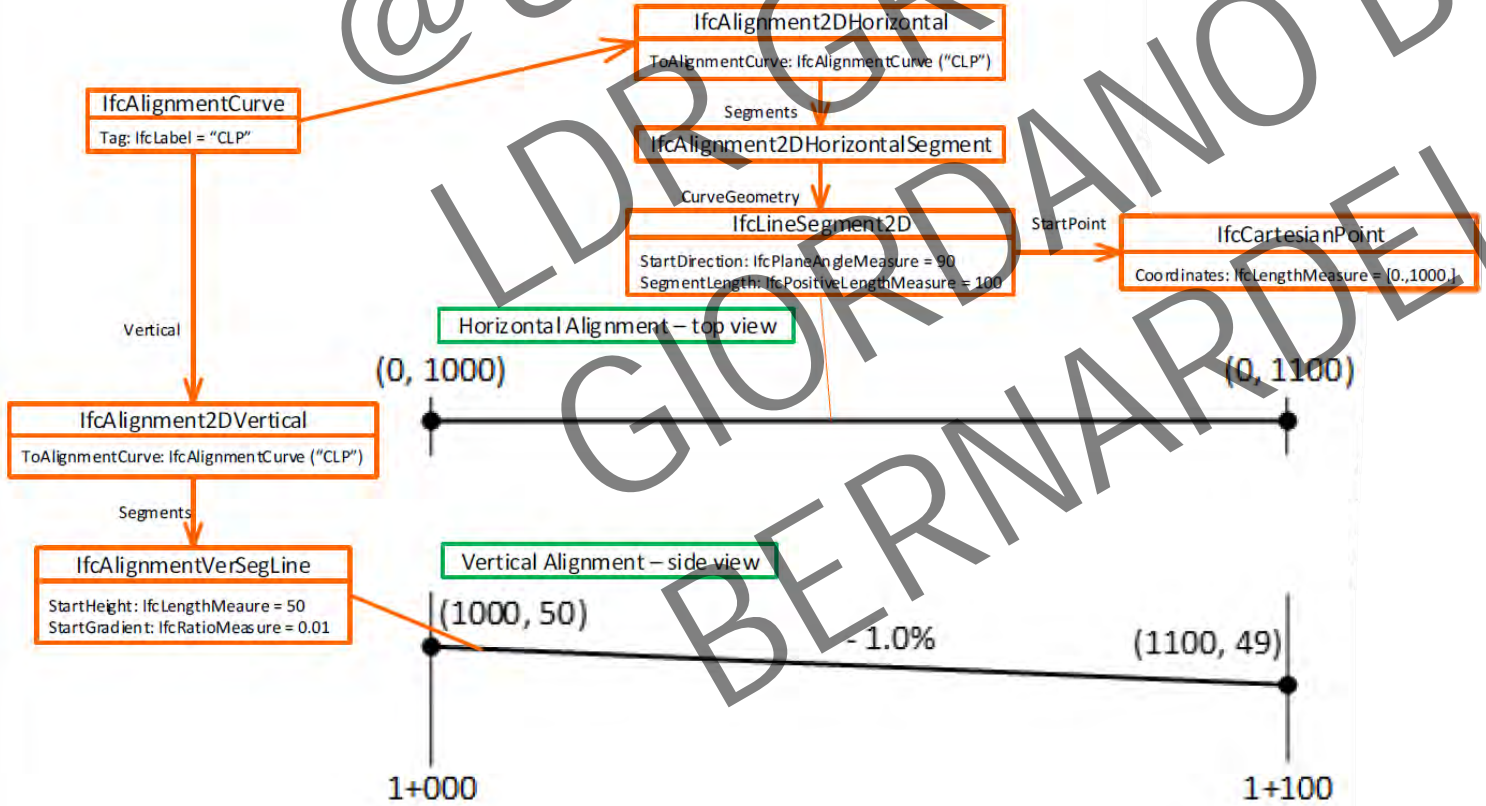 IfcAlignment2DHorizontal
ToAlignmentCurve: IfcAlignmentCurve (“CLP”)
IfcAlignmentCurve
Tag: IfcLabel = “CLP”
Segments
IfcAlignment2DHorizontalSegment
CurveGeometry
IfcLineSegment2D
StartDirection: IfcPlaneAngleMeasure = 90
SegmentLength: IfcPositiveLengthMeasure = 100
StartPoint
IfcCartesianPoint
Coordinates: IfcLengthMeasure = [0.,1000.]
Vertical
Horizontal Alignment – top view
(0, 1000)
(0, 1100)
IfcAlignment2DVertical
ToAlignmentCurve: IfcAlignmentCurve (“CLP”)
Segments
IfcAlignmentVerSegLine
StartHeight: IfcLengthMeaure = 50
StartGradient: IfcRatioMeasure = 0.01
Vertical Alignment – side view
(1000, 50)
- 1.0%
(1100, 49)
1+000
1+100
LDR
GIORDANO